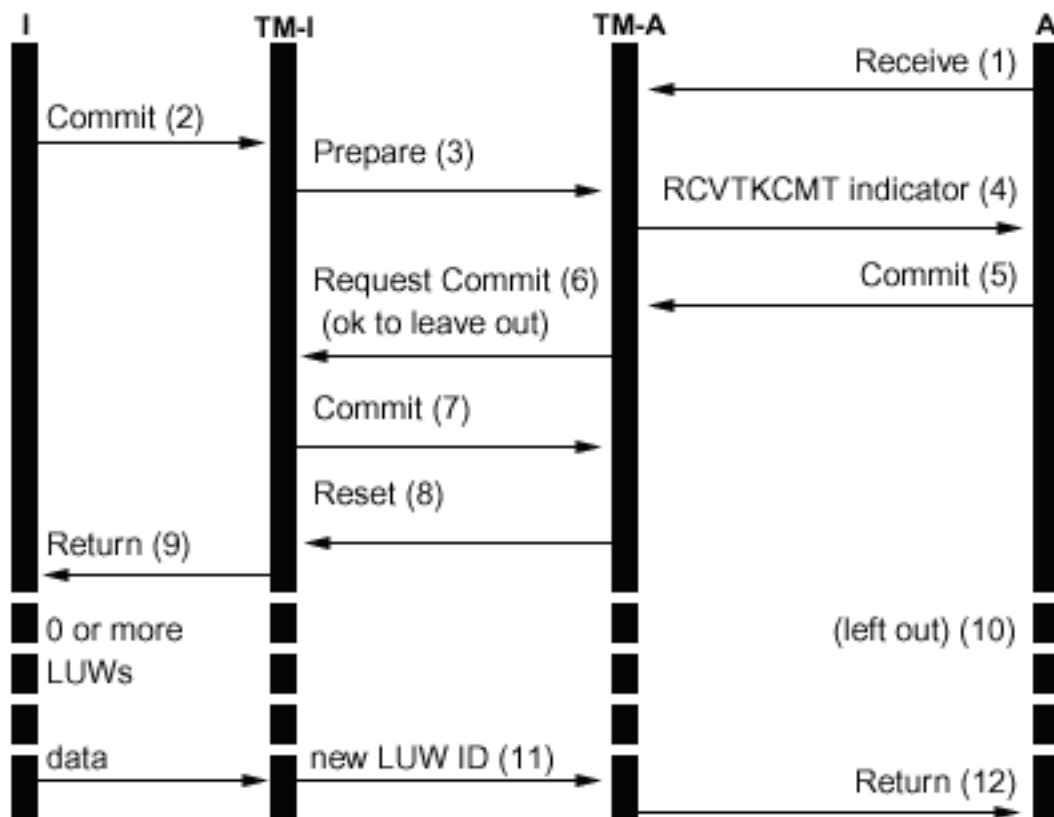 I TM-I TM-A A
Receive (1)
Commit (2)
Prepare (3)
RCVTKCMT indicator (4)
Commit (5)
Request Commit (6)
(ok to leave out)
Commit (7)
Reset (8)
Return (9)
0 or more
LUWs
(left out) (10)
data
new LUW ID (11)
Return (12)